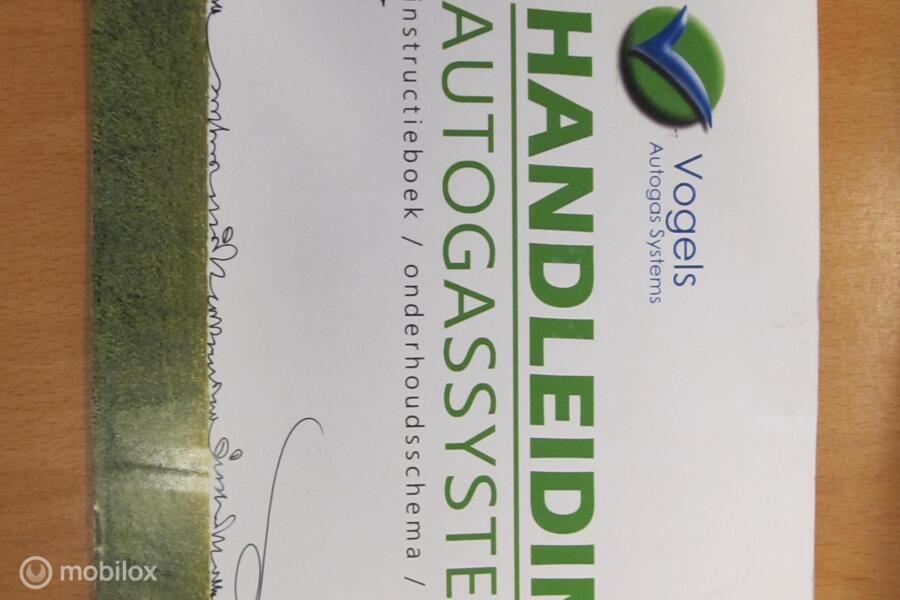 Vogels
Autogas Systems
HANDLEIDIN
AUTOGASSYSTE
instructieboek / onderhoudsschema /
mobilox